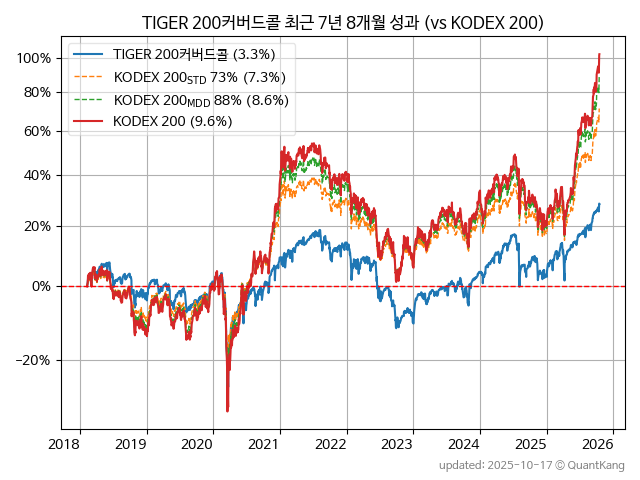 TIGER 200커버드콜 최근 7년 8개월 성과 (vs KODEX 200)
TIGER 200커버드콜 (3.3%)
KODEX 200STD 73% (7.3%)
KODEX 200MDD 88% (8.6%)
KODEX 200 (9.6%)
100%
80%
60%
40%
20%
0%
−20%
2018 2019 2020 2021 2022 2023 2024 2025 2026
updated: 2025-10-17 © QuantKang